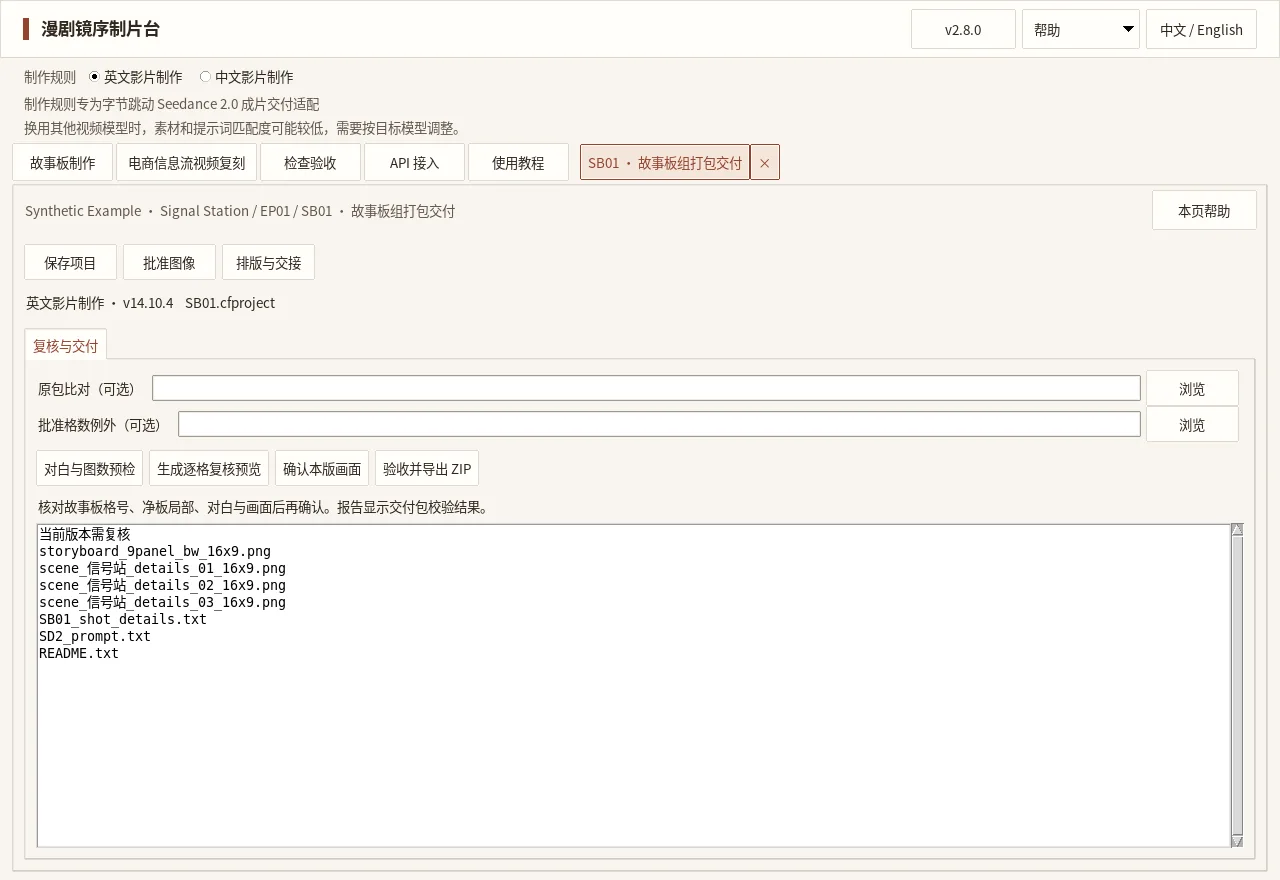 漫剧镜序制片台
v2.8.0
帮助
中文 / English
制作规则 英文影片制作 中文影片制作
制作规则专为字节跳动 Seedance 2.0 成片交付适配
换用其他视频模型时，素材和提示词匹配度可能较低，需要按目标模型调整。
故事板制作
电商信息流视频复刻
检查验收
API 接入
使用教程
SB01 · 故事板组打包交付 ×
Synthetic Example · Signal Station / EP01 / SB01 · 故事板组打包交付
本页帮助
保存项目
批准图像
排版与交接
英文影片制作 · v14.10.4 SB01.cfproject
复核与交付
原包比对（可选）
浏览
批准格数例外（可选）
浏览
对白与图数预检
生成逐格复核预览
确认本版画面
验收并导出 ZIP
核对故事板格号、净板局部、对白与画面后再确认。报告显示交付包校验结果。
当前版本需复核
storyboard_9panel_bw_16x9.png
scene_信号站_details_01_16x9.png
scene_信号站_details_02_16x9.png
scene_信号站_details_03_16x9.png
SB01_shot_details.txt
SD2_prompt.txt
README.txt